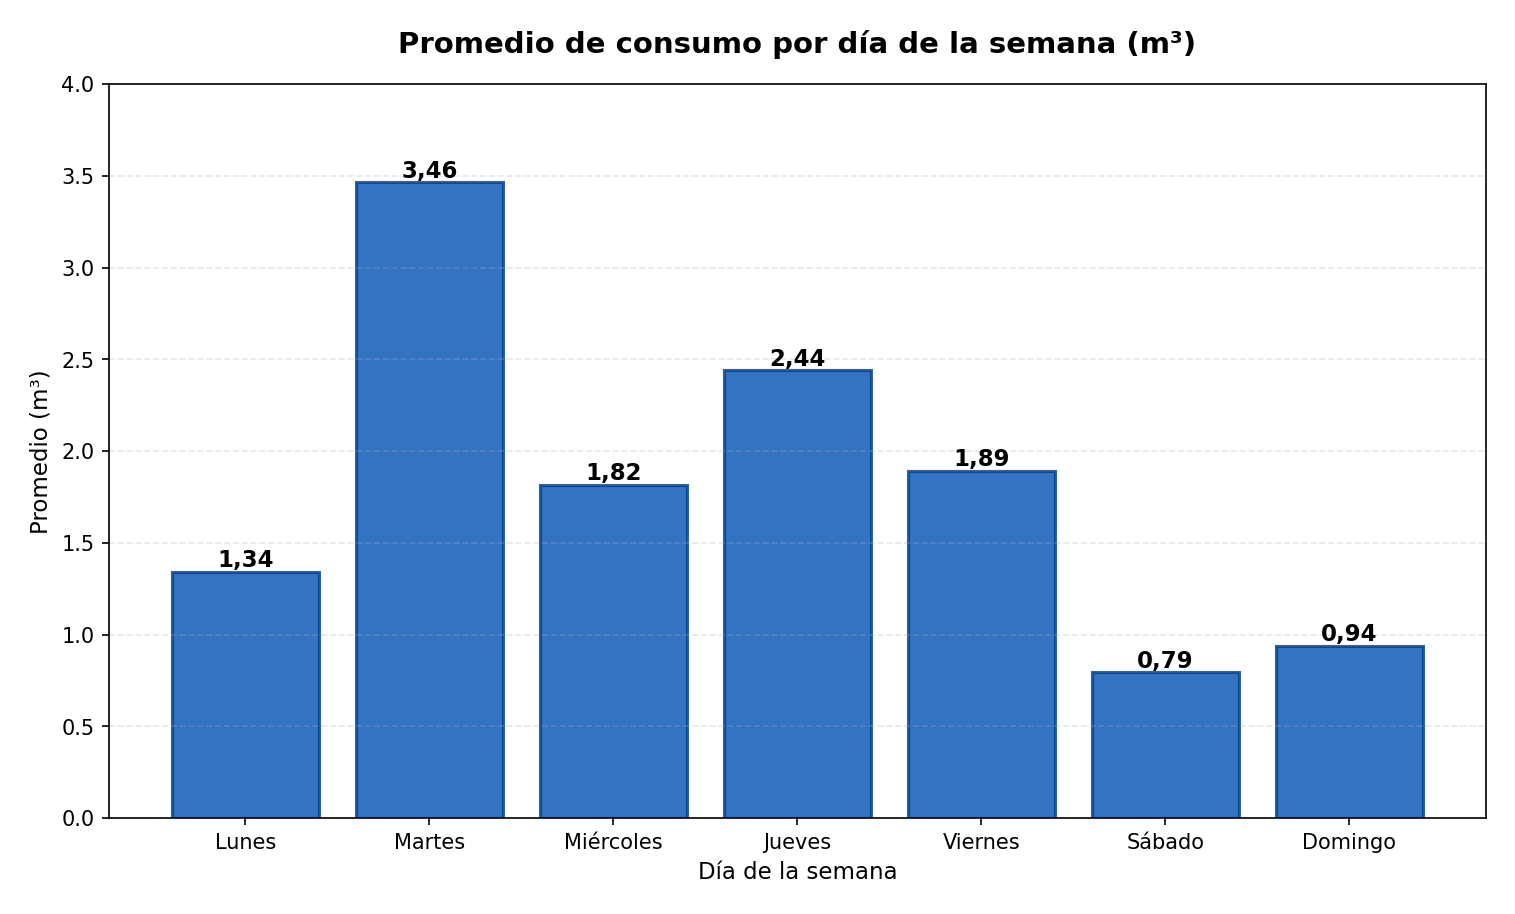 Promedio de consumo por día de la semana (m³)
Promedio (m³)
4.0
3.5
3.0
2.5
2.0
1.5
1.0
0.5
0.0
1,34
3,46
1,82
2,44
1,89
0,79
0,94
Lunes
Martes
Miércoles
Jueves
Viernes
Sábado
Domingo
Día de la semana